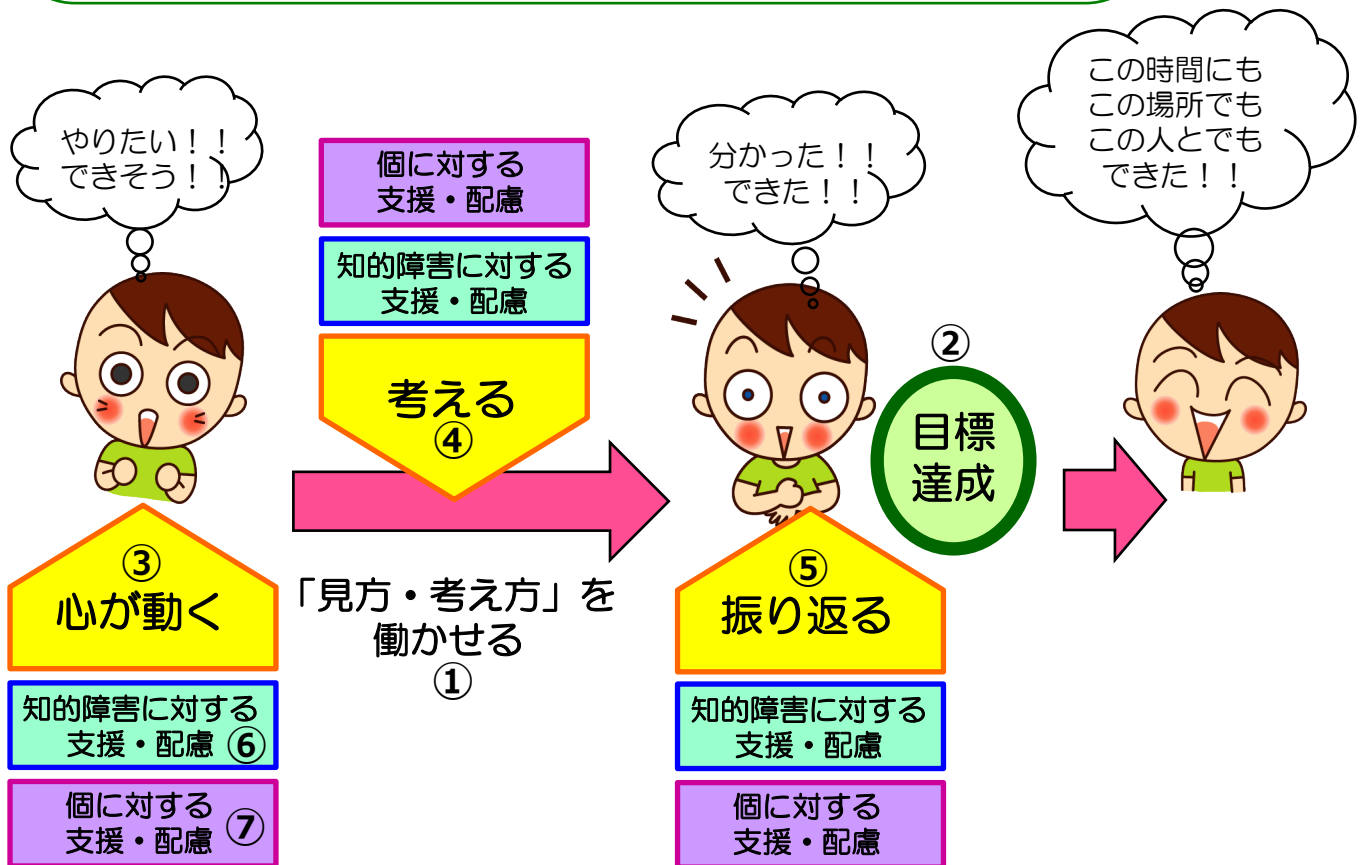 やりたい！！
できそう！！
個に対する
支援・配慮
知的障害に対する
支援・配慮
考える
④
分かった！！
できた！！
この時間にも
この場所でも
この人とでも
できた！！
②
目標
達成
③
心が動く
知的障害に対する
支援・配慮 ⑥
個に対する
支援・配慮 ⑦
「見方・考え方」を
働かせる
①
⑤
振り返る
知的障害に対する
支援・配慮
個に対する
支援・配慮